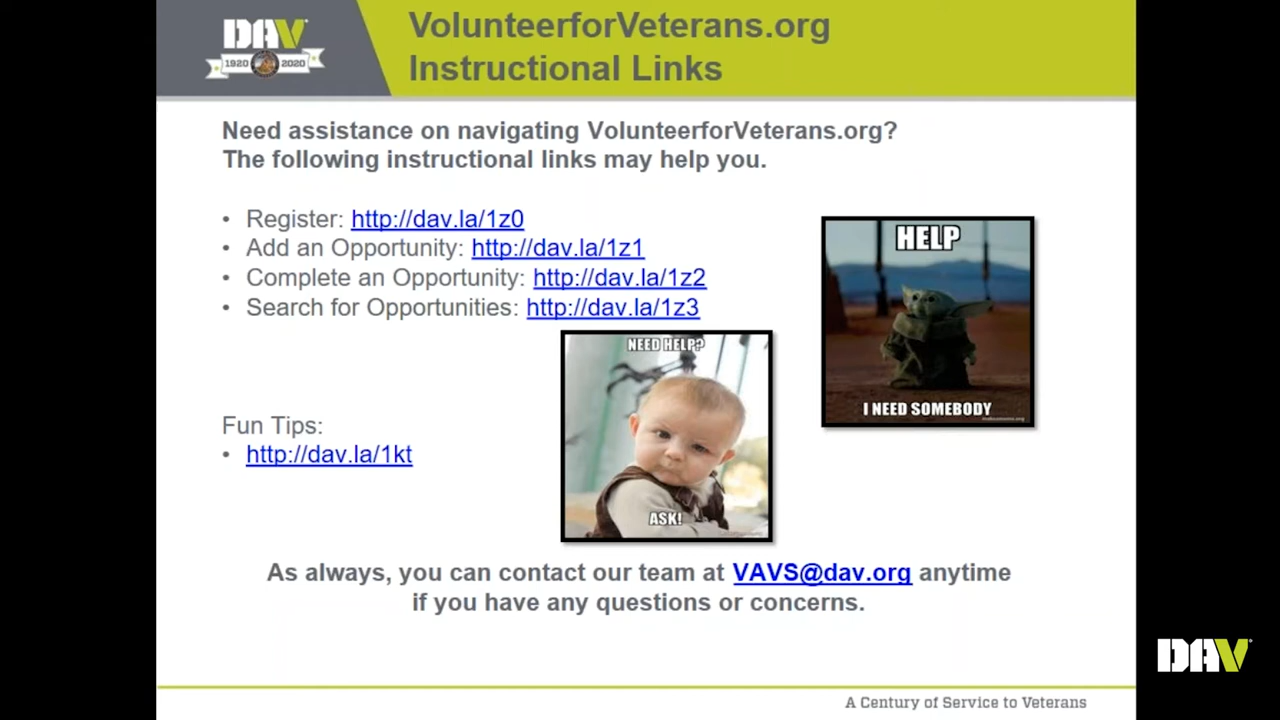 DAV
1920 2020
VolunteerforVeterans.org
Instructional Links
Need assistance on navigating VolunteerforVeterans.org?
The following instructional links may help you.
• Register: http://dav.la/1z0
• Add an Opportunity: http://dav.la/1z1
• Complete an Opportunity: http://dav.la/1z2
• Search for Opportunities: http://dav.la/1z3
HELP
I NEED SOMEBODY
NEED HELP?
ASK!
Fun Tips:
• http://dav.la/1kt
As always, you can contact our team at VAVS@dav.org anytime
if you have any questions or concerns.
DAV
A Century of Service to Veterans